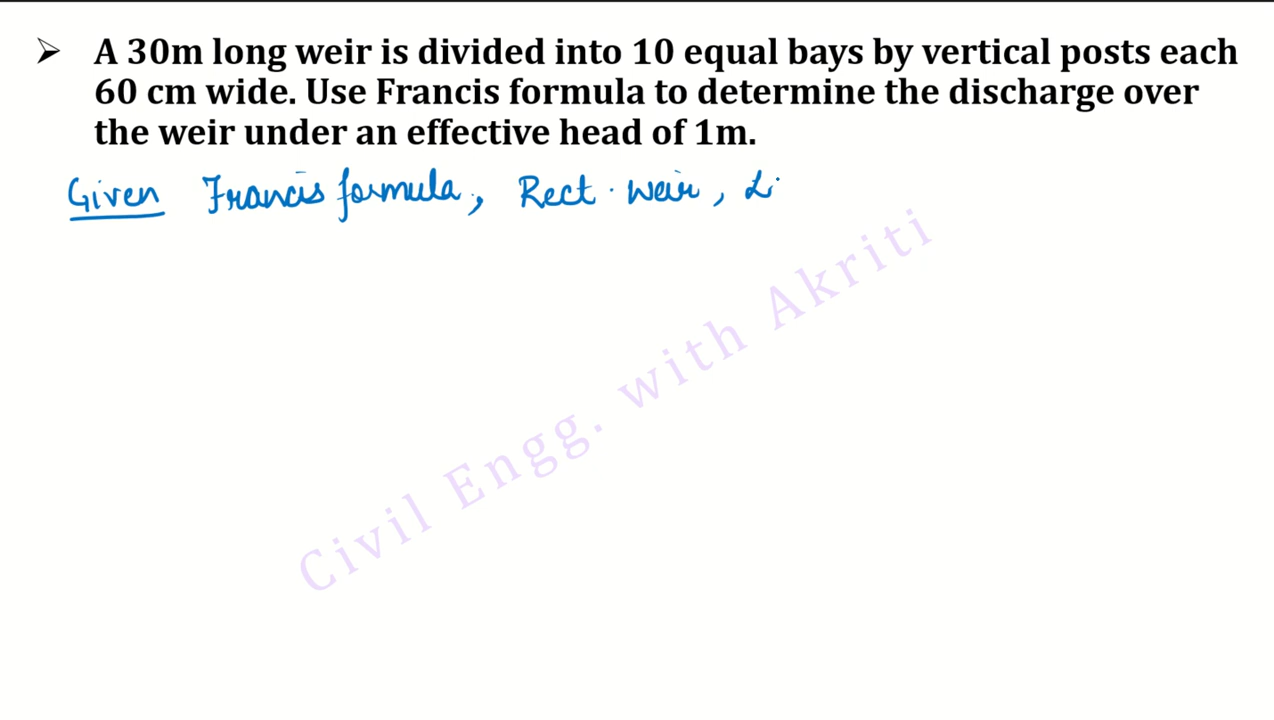 ➢ A 30m long weir is divided into 10 equal bays by vertical posts each
60 cm wide. Use Francis formula to determine the discharge over
the weir under an effective head of 1m.
Given Francis formula, Rect. weir,
Civil Engg. with Akriti